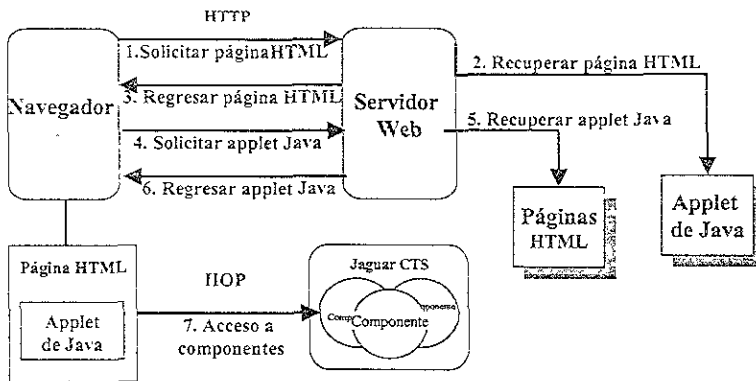 HTTP
1.Solicitar páginaHTML
2. Recuperar página HTML
3. Regresar página HTML
Navegador
Servidor
Web
5. Recuperar applet Java
4. Solicitar applet Java
6. Regresar applet Java
Páginas
HTML
Applet
de Java
Página HTML
Applet
de Java
IIOP
7. Acceso a
componentes
Jaguar CTS
Comp
Componente